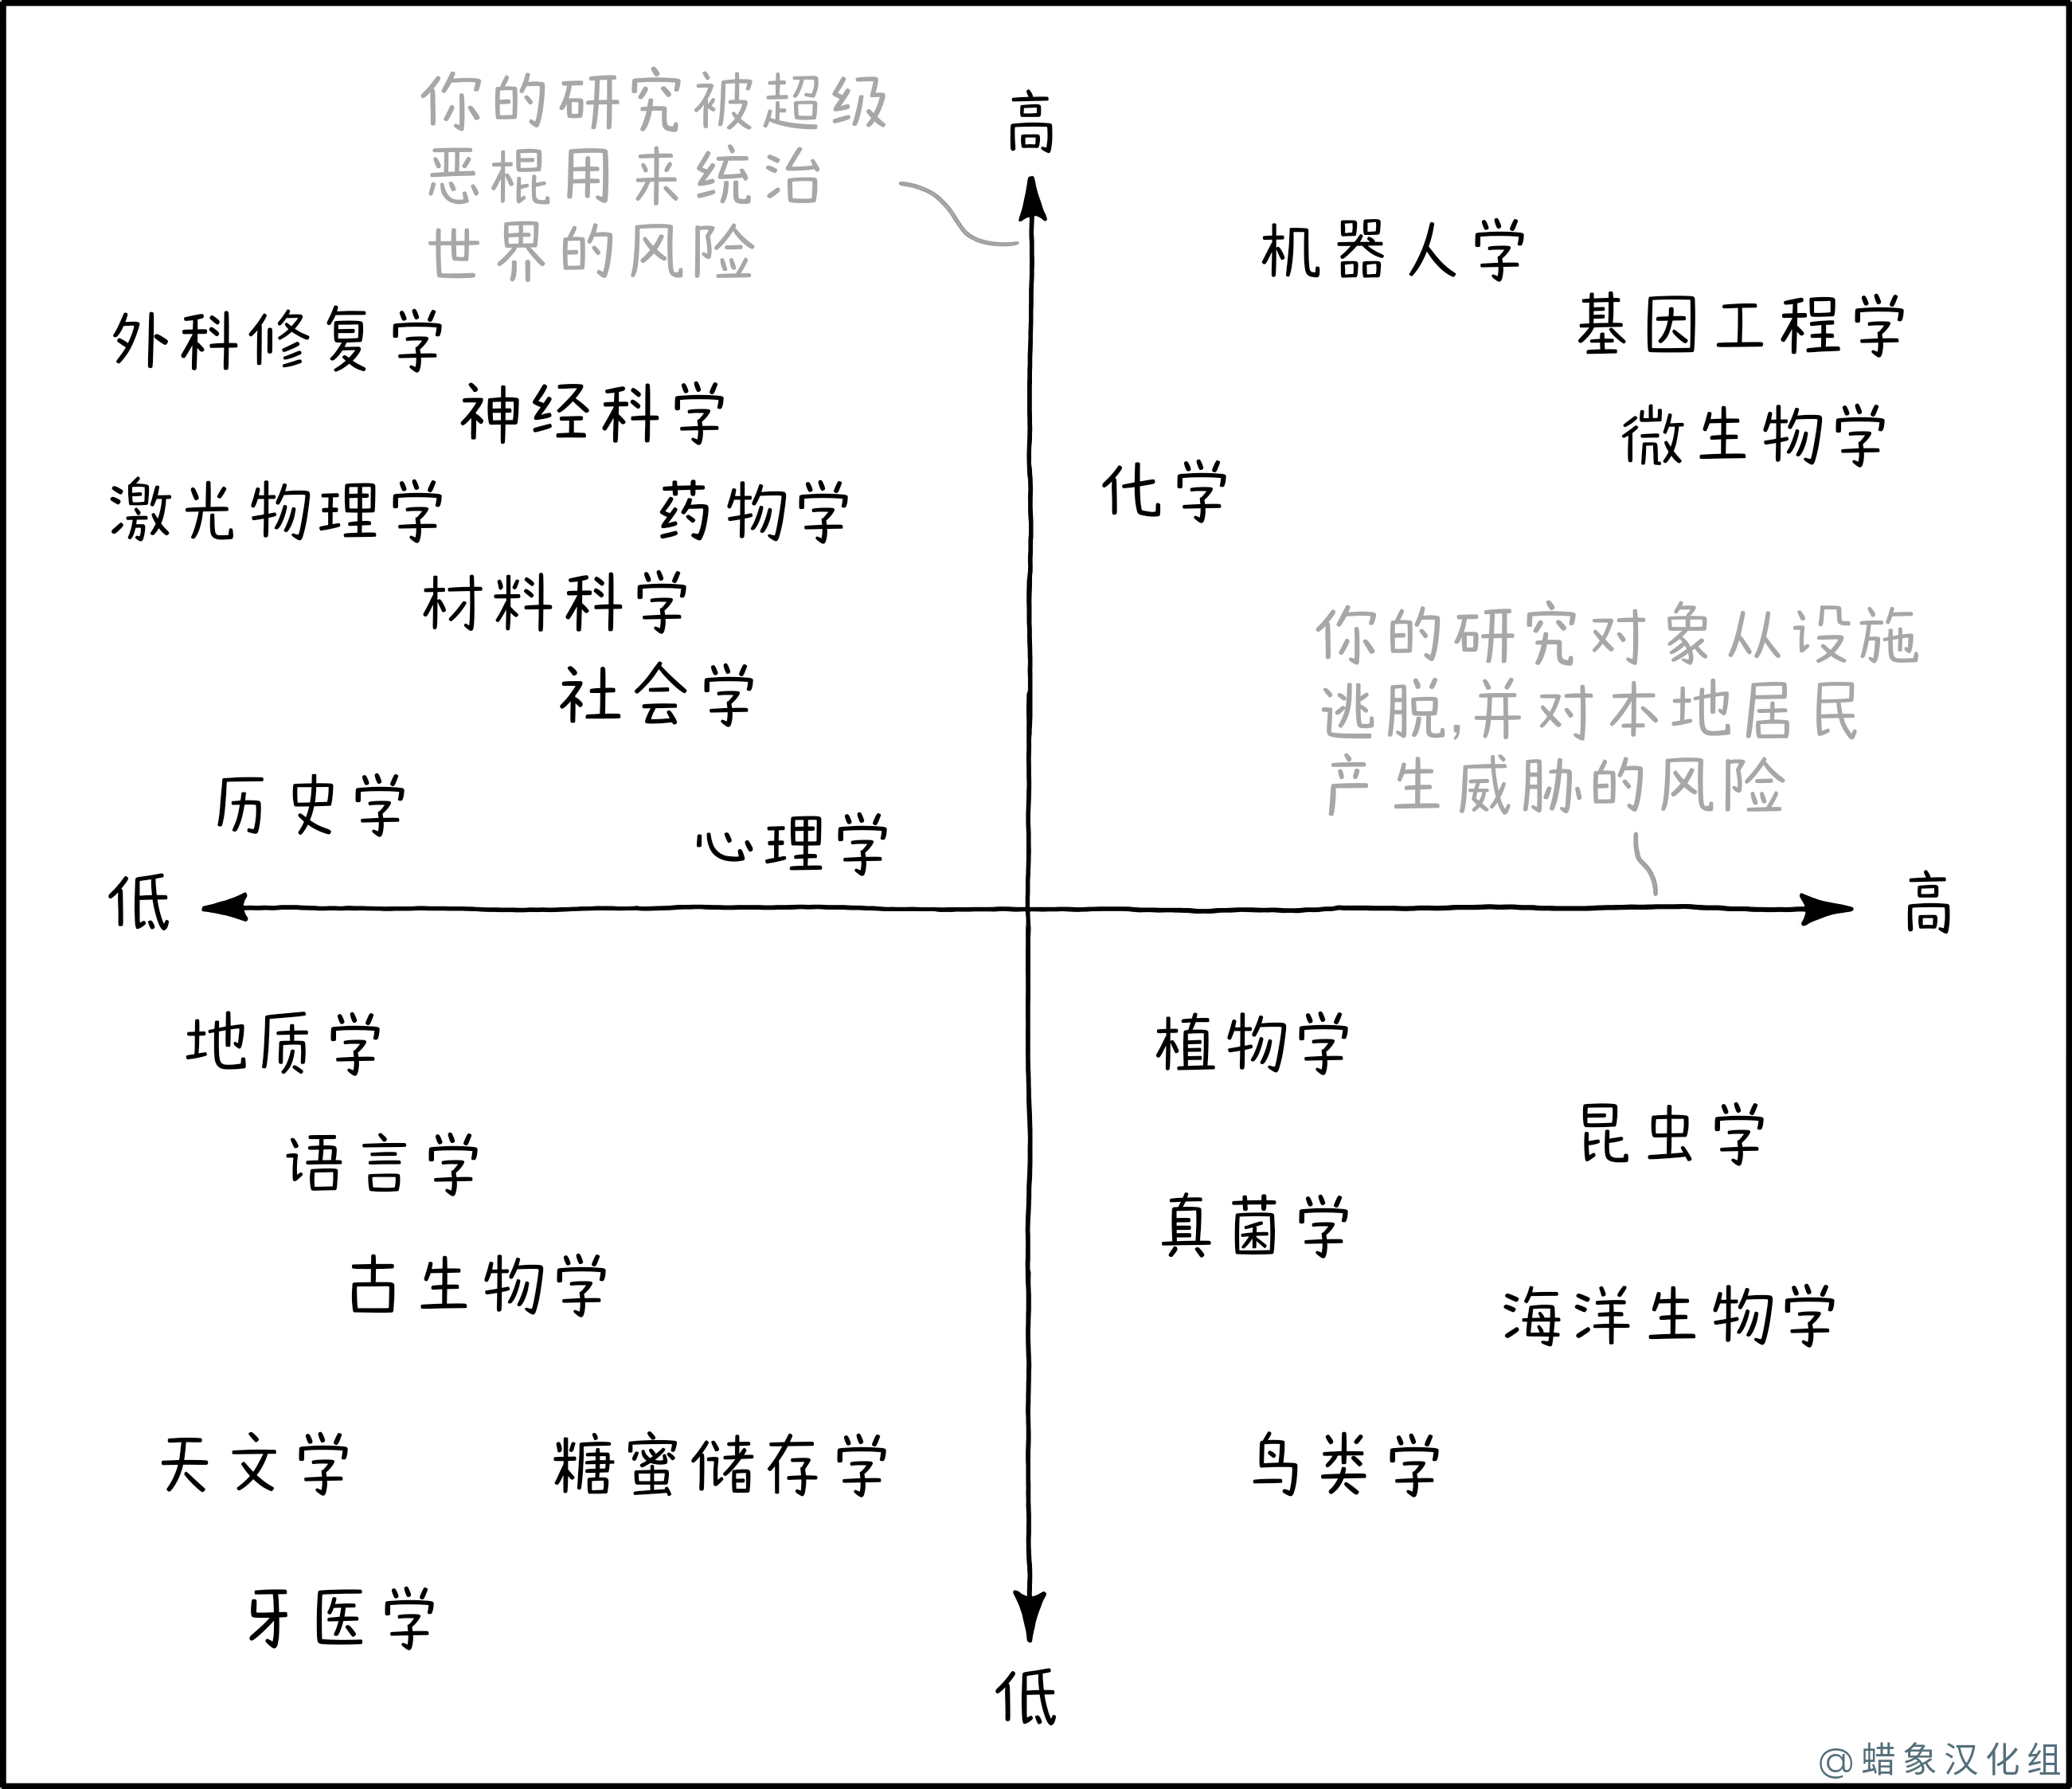 你的研究被超级
恶棍用来统治
世界的风险
高
机器人学
基因工程学
外科修复学
神经科学
微生物学
激光物理学
药物学
化学
材料科学
社会学
你的研究对象从设施
逃脱,并对本地居民
产生威胁的风险
历史学
心理学
低
高
地质学
植物学
语言学
昆虫学
古生物学
真菌学
海洋生物学
天文学
糖蜜储存学
鸟类学
牙医学
低
@蜡象汉化组